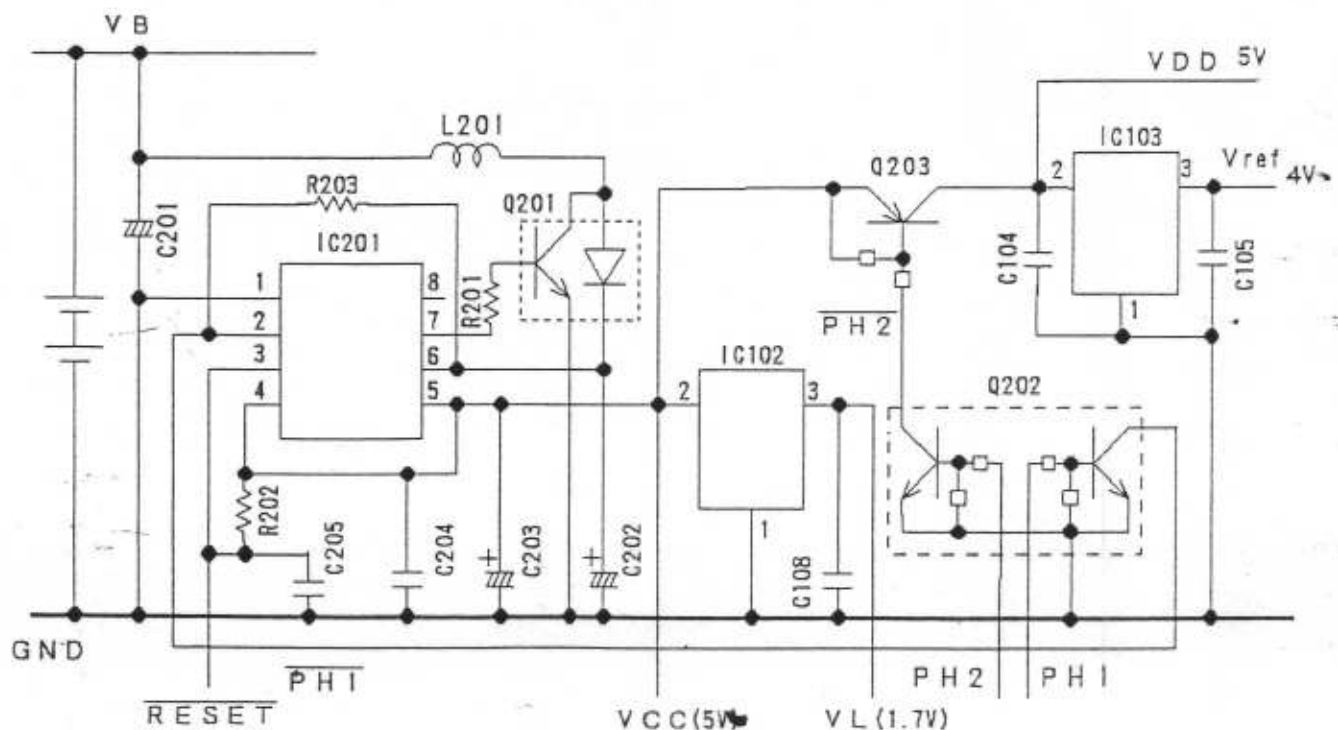 VB
VDD 5V
L201
IC103
Q203
2
3
Vref 4V
R203
Q201
C201
IC201
C104
C105
1
8
R201
2
7
PH2
1
3
6
IC102
Q202
4
5
2
3
R202
C205
C204
+
C203
+
C202
1
C108
GND
PH1
PH2
PH1
RESET
VCC(5V)
VL(1.7V)